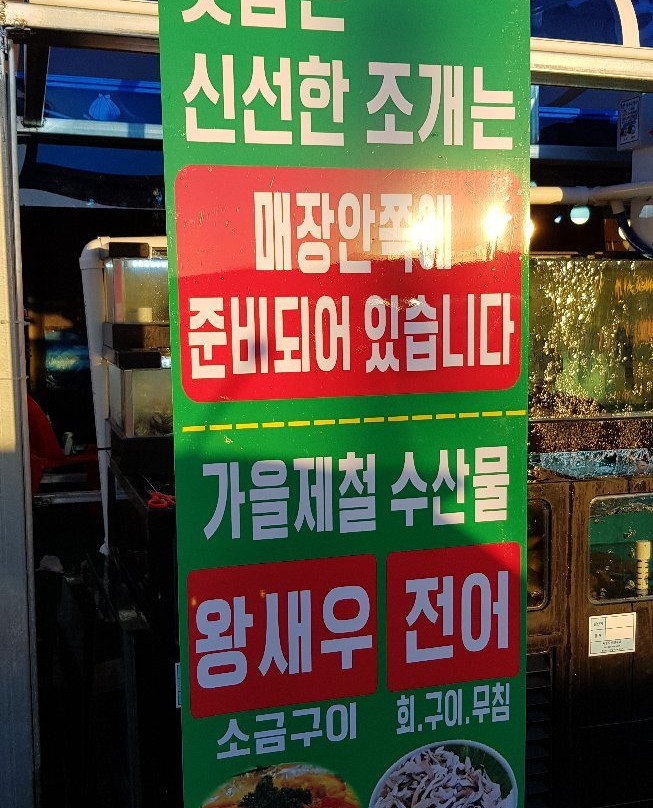 신선한 조개는
매장안쪽에
준비되어 있습니다
가을제철 수산물
왕새우 전어
소금구이 회.구이.무침